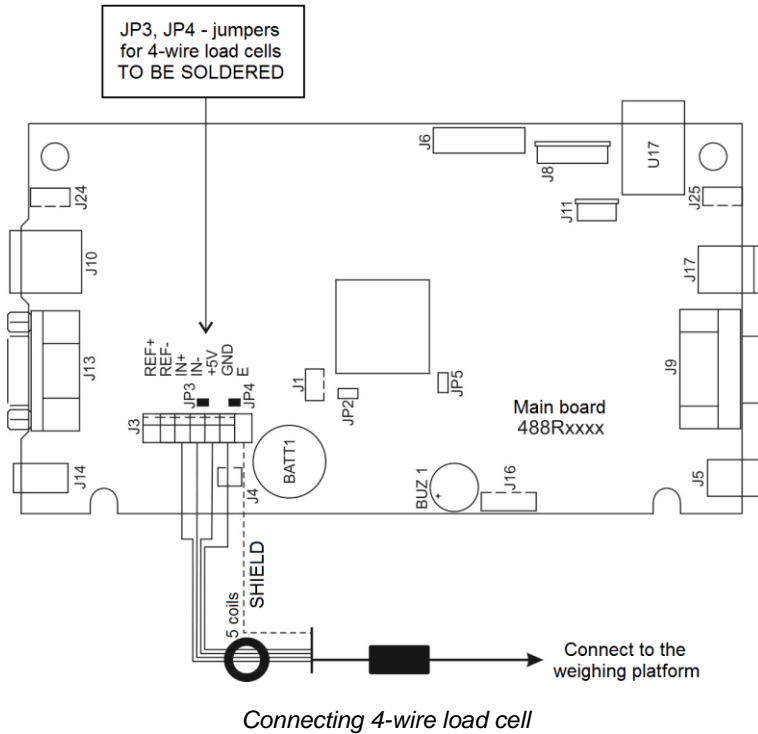 JP3, JP4 - jumpers
for 4-wire load cells
TO BE SOLDERED
J6
J8
U17
J11
J24
J25
J10
J17
J13
J9
REF+
REF-
IN+
IN-
+5V
GND
E
JP3
JP4
J3
J1
JP2
JP5
Main board
488Rxxxx
BATT1
J4
J14
BUZ 1
+
J16
J5
SHIELD
5 coils
Connect to the
weighing platform
Connecting 4-wire load cell